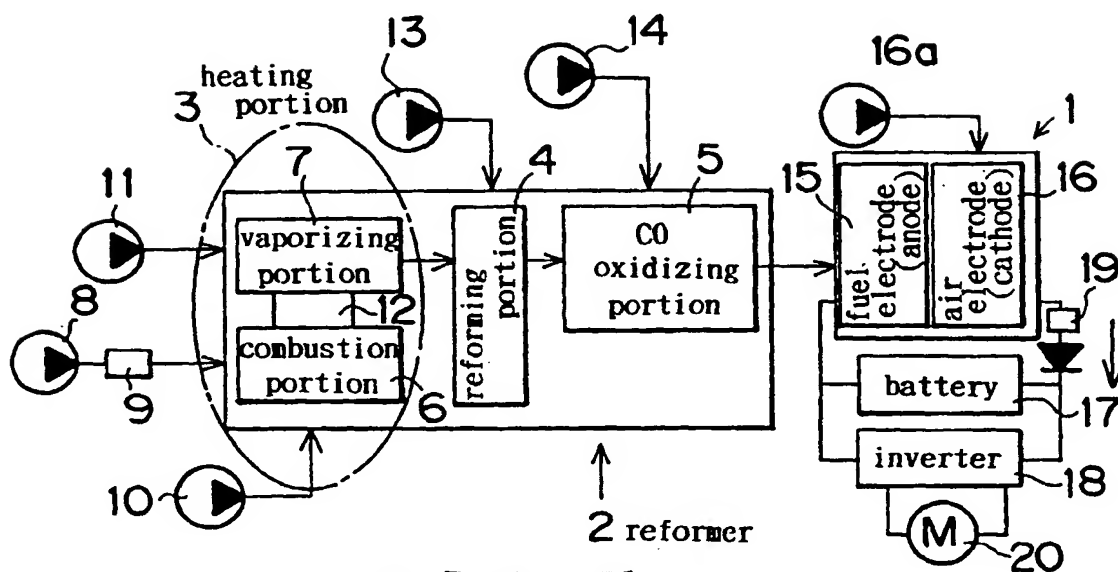 13
14
16a
heating
portion
3
1
7
4
5
15
16
11
vaporizing
portion
reforming
portion
CO
oxidizing
portion
fuel
electrode
(anode)
air
electrode
(cathode)
19
8
12
combustion
portion
9
6
battery
17
inverter
18
10
2 reformer
M
20